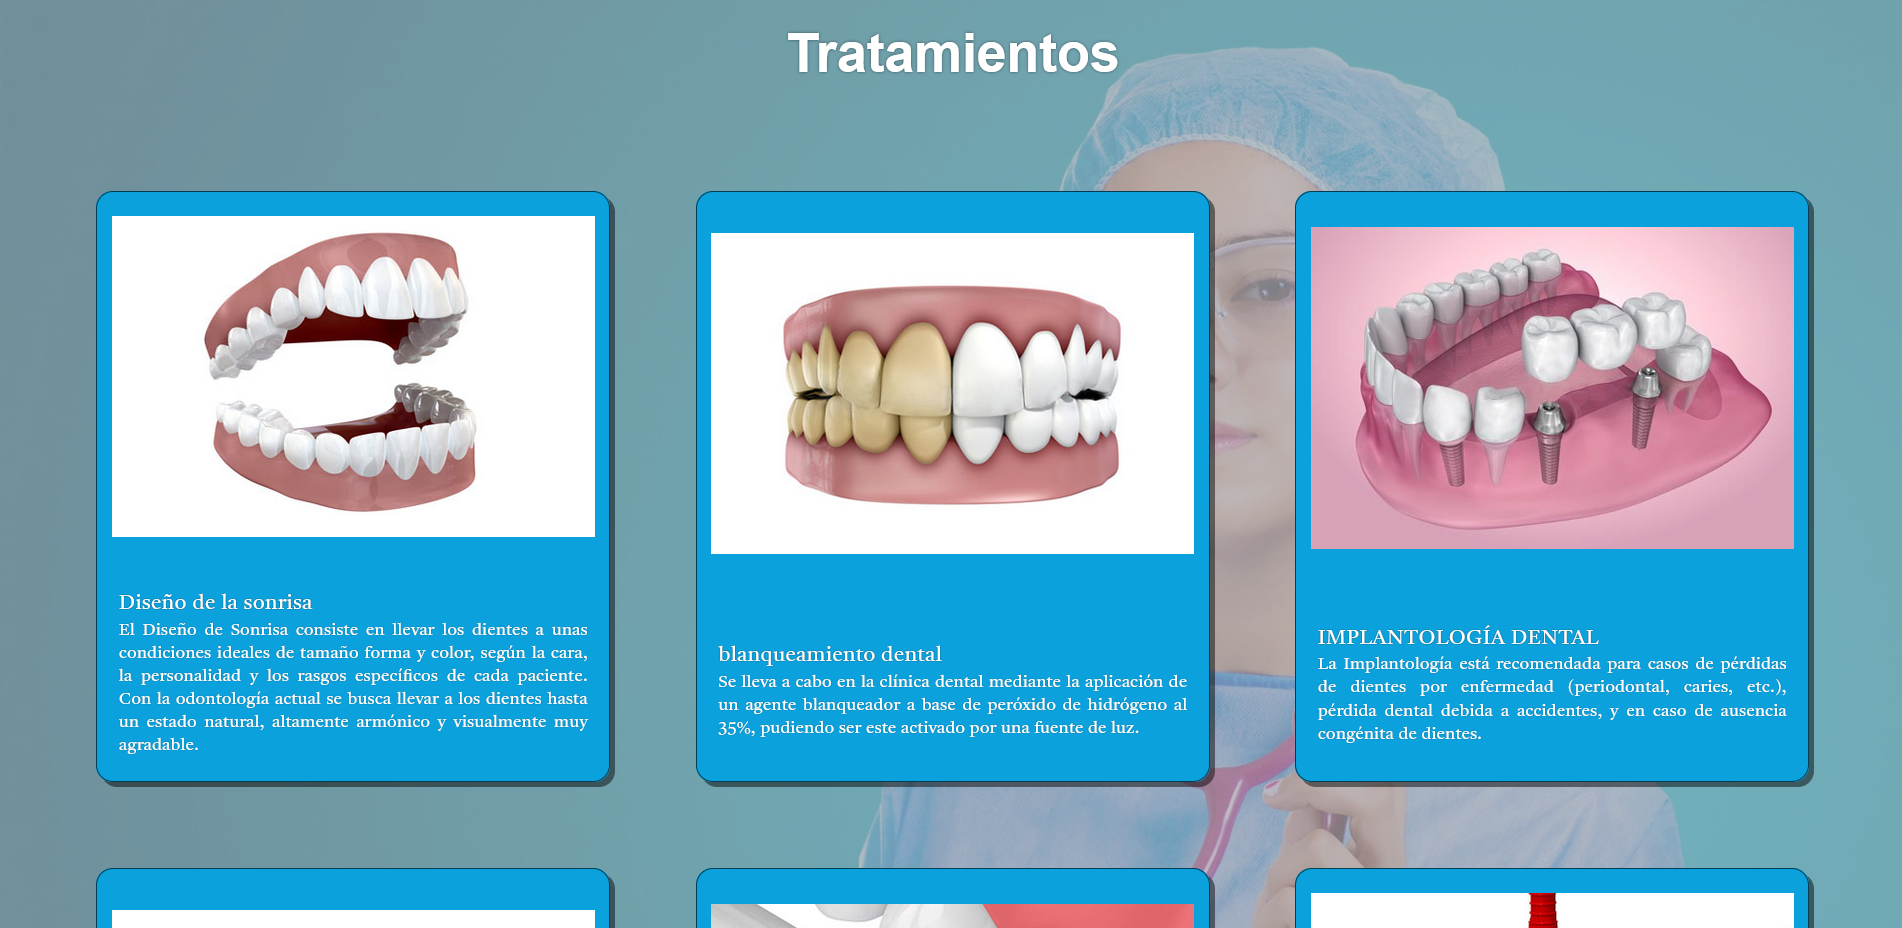 Tratamientos
Diseño de la sonrisa
El Diseño de Sonrisa consiste en llevar los dientes a unas
condiciones ideales de tamaño forma y color, según la cara,
la personalidad y los rasgos específicos de cada paciente.
Con la odontología actual se busca llevar a los dientes hasta
un estado natural, altamente armónico y visualmente muy
agradable.
blanqueamiento dental
Se lleva a cabo en la clínica dental mediante la aplicación de
un agente blanqueador a base de peróxido de hidrógeno al
35%, pudiendo ser este activado por una fuente de luz.
IMPLANTOLOGÍA DENTAL
La Implantología está recomendada para casos de pérdidas
de dientes por enfermedad (periodontal, caries, etc.),
pérdida dental debida a accidentes, y en caso de ausencia
congénita de dientes.